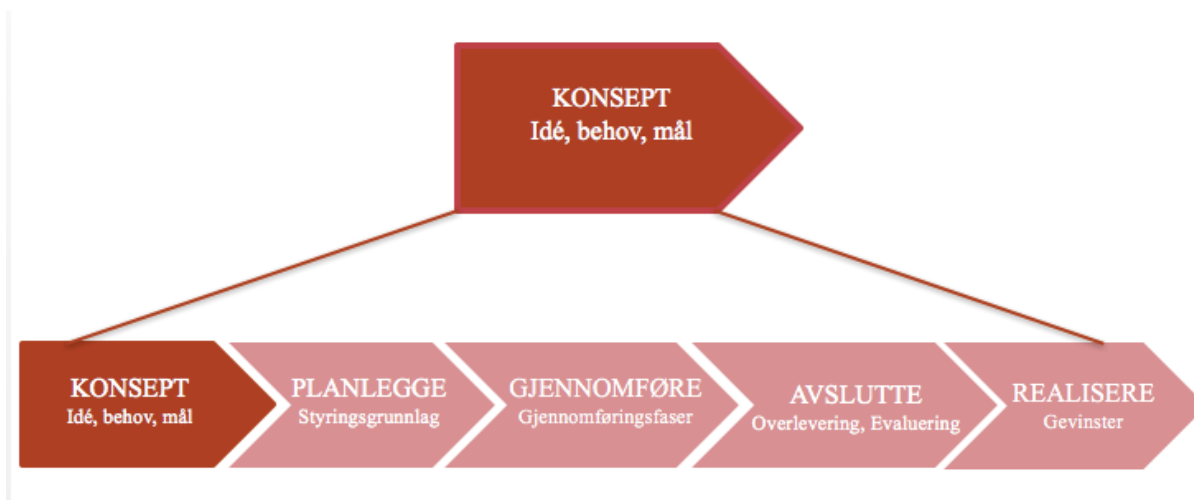 KONSEPT
Idé, behov, mål
KONSEPT
Idé, behov, mål
PLANLEGGE
Styringsgrunnlag
GJENNOMFØRE
Gjennomføringsfaser
AVSLUTTE
Overlevering, Evaluering
REALISERE
Gevinster